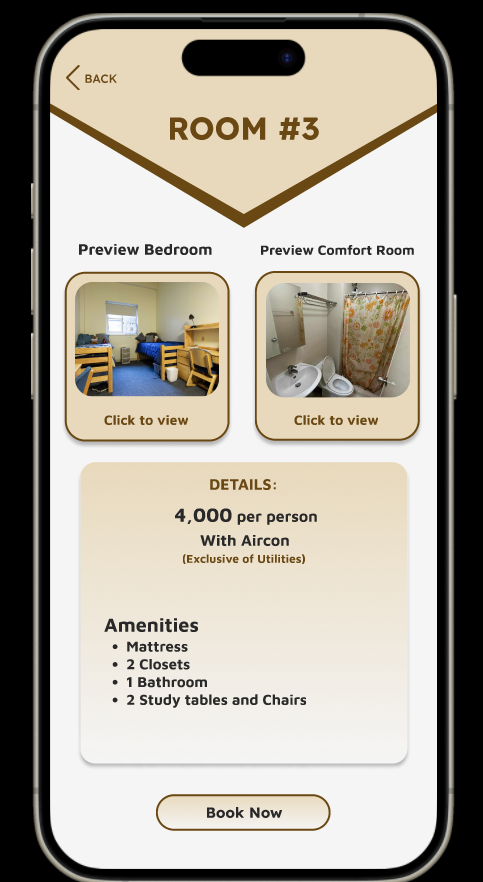 BACK
ROOM #3
Preview Bedroom
Preview Comfort Room
Click to view
Click to view
DETAILS:
4,000 per person
With Aircon
(Exclusive of Utilities)
Amenities
• Mattress
• 2 Closets
• 1 Bathroom
• 2 Study tables and Chairs
Book Now